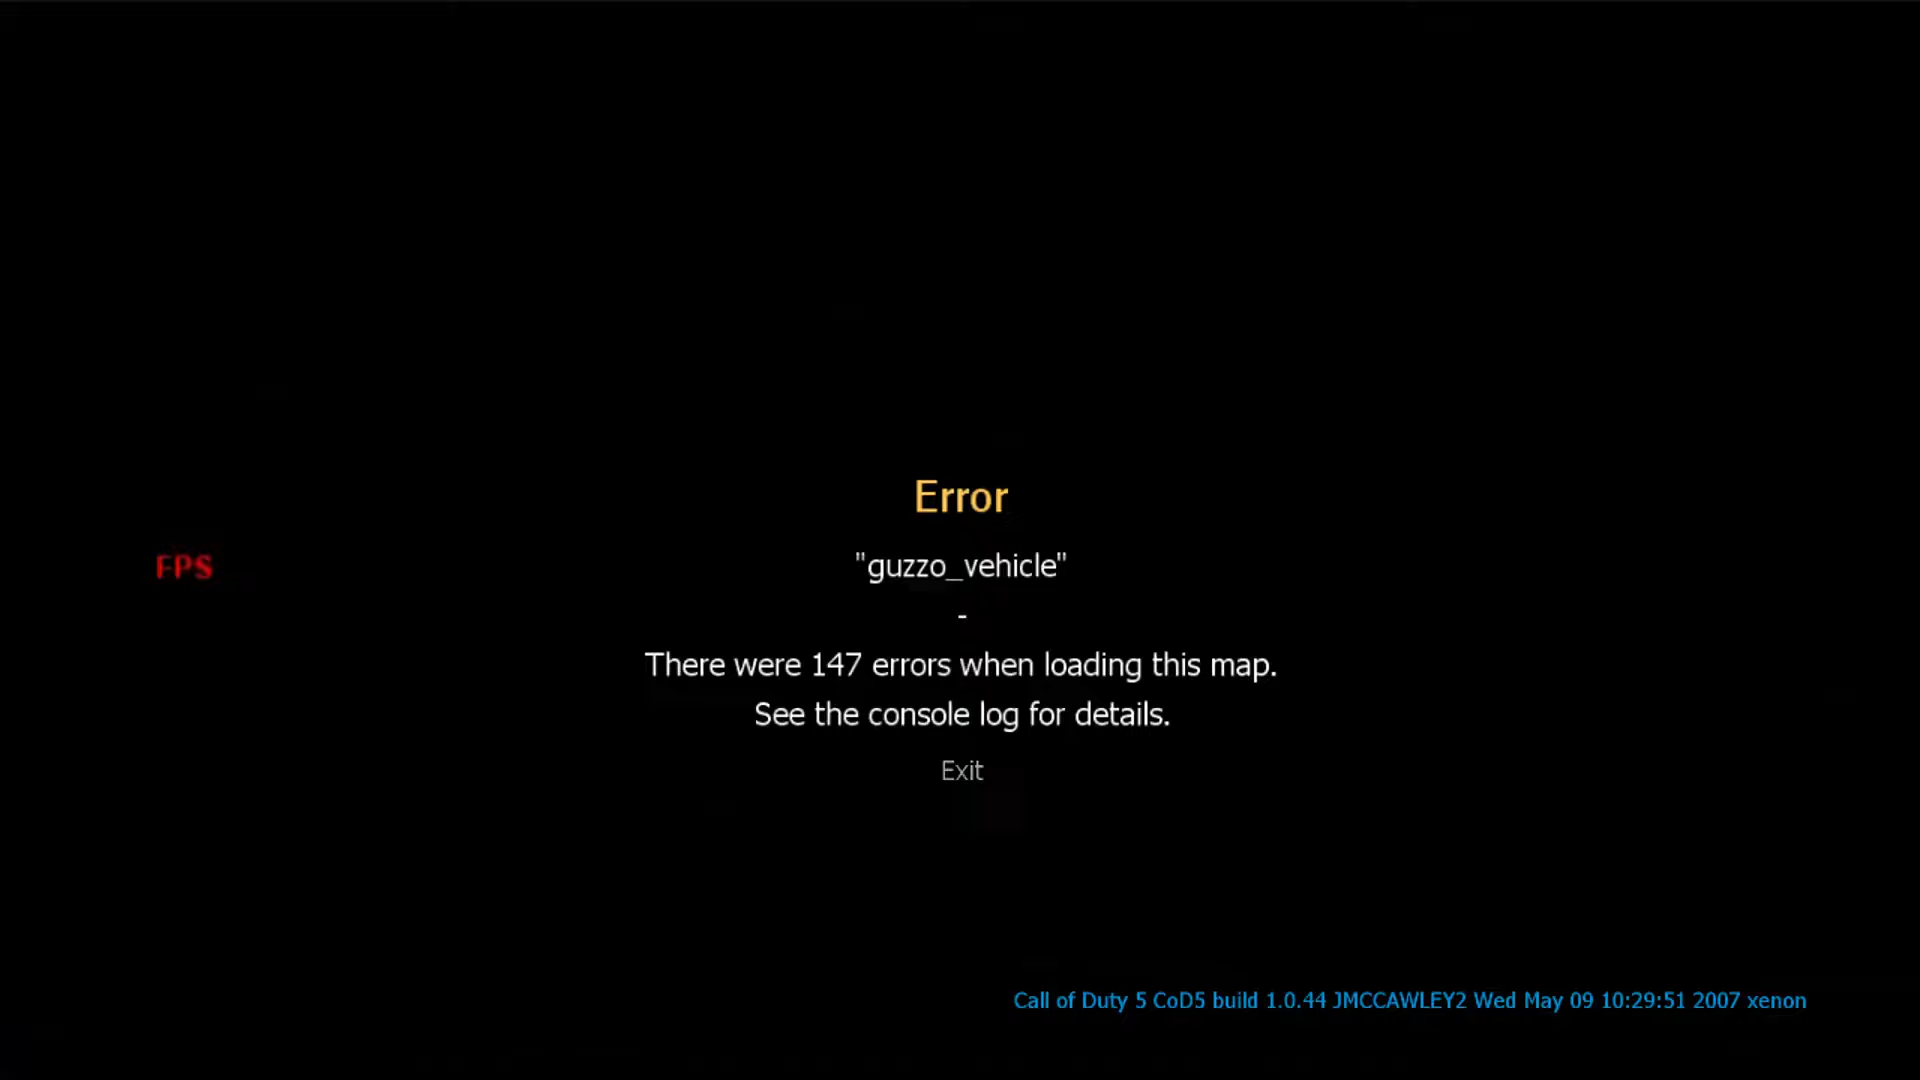 Error
FPS
"guzzo_vehicle"
-
There were 147 errors when loading this map.
See the console log for details.
Exit
Call of Duty 5 CoD5 build 1.0.44 JMCCAWLEY2 Wed May 09 10:29:51 2007 xenon